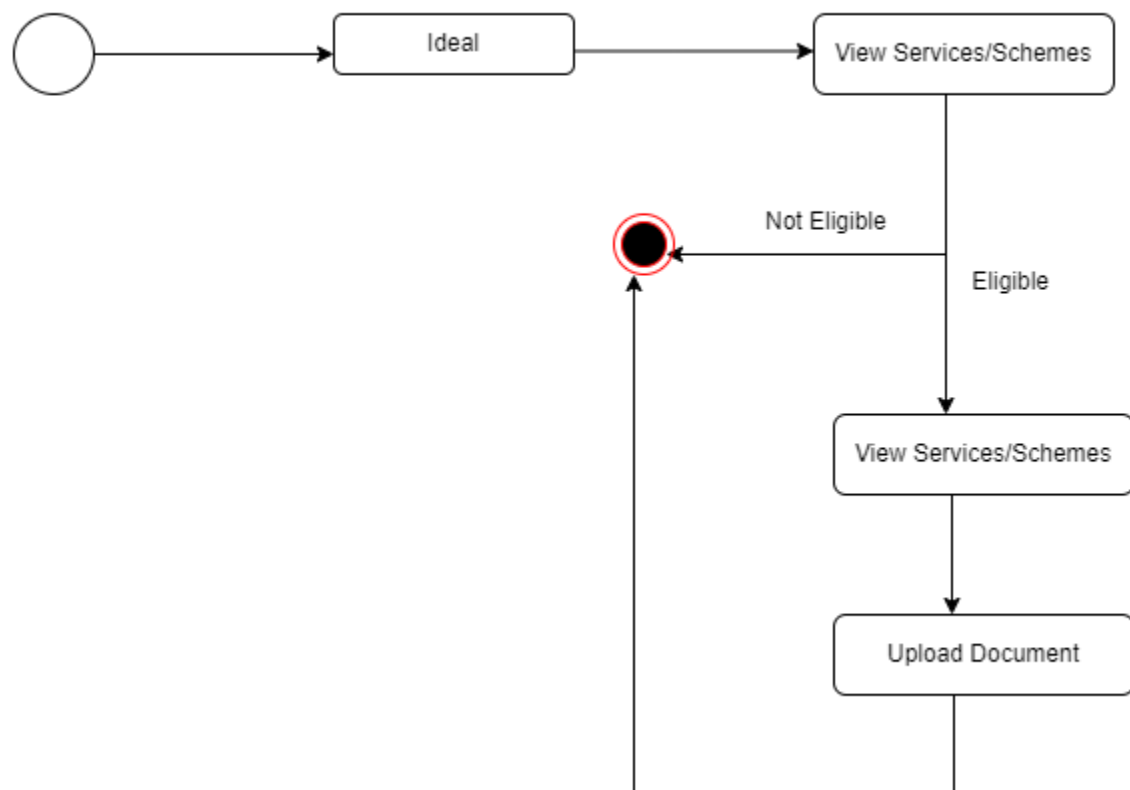 Ideal
View Services/Schemes
Not Eligible
Eligible
View Services/Schemes
Upload Document